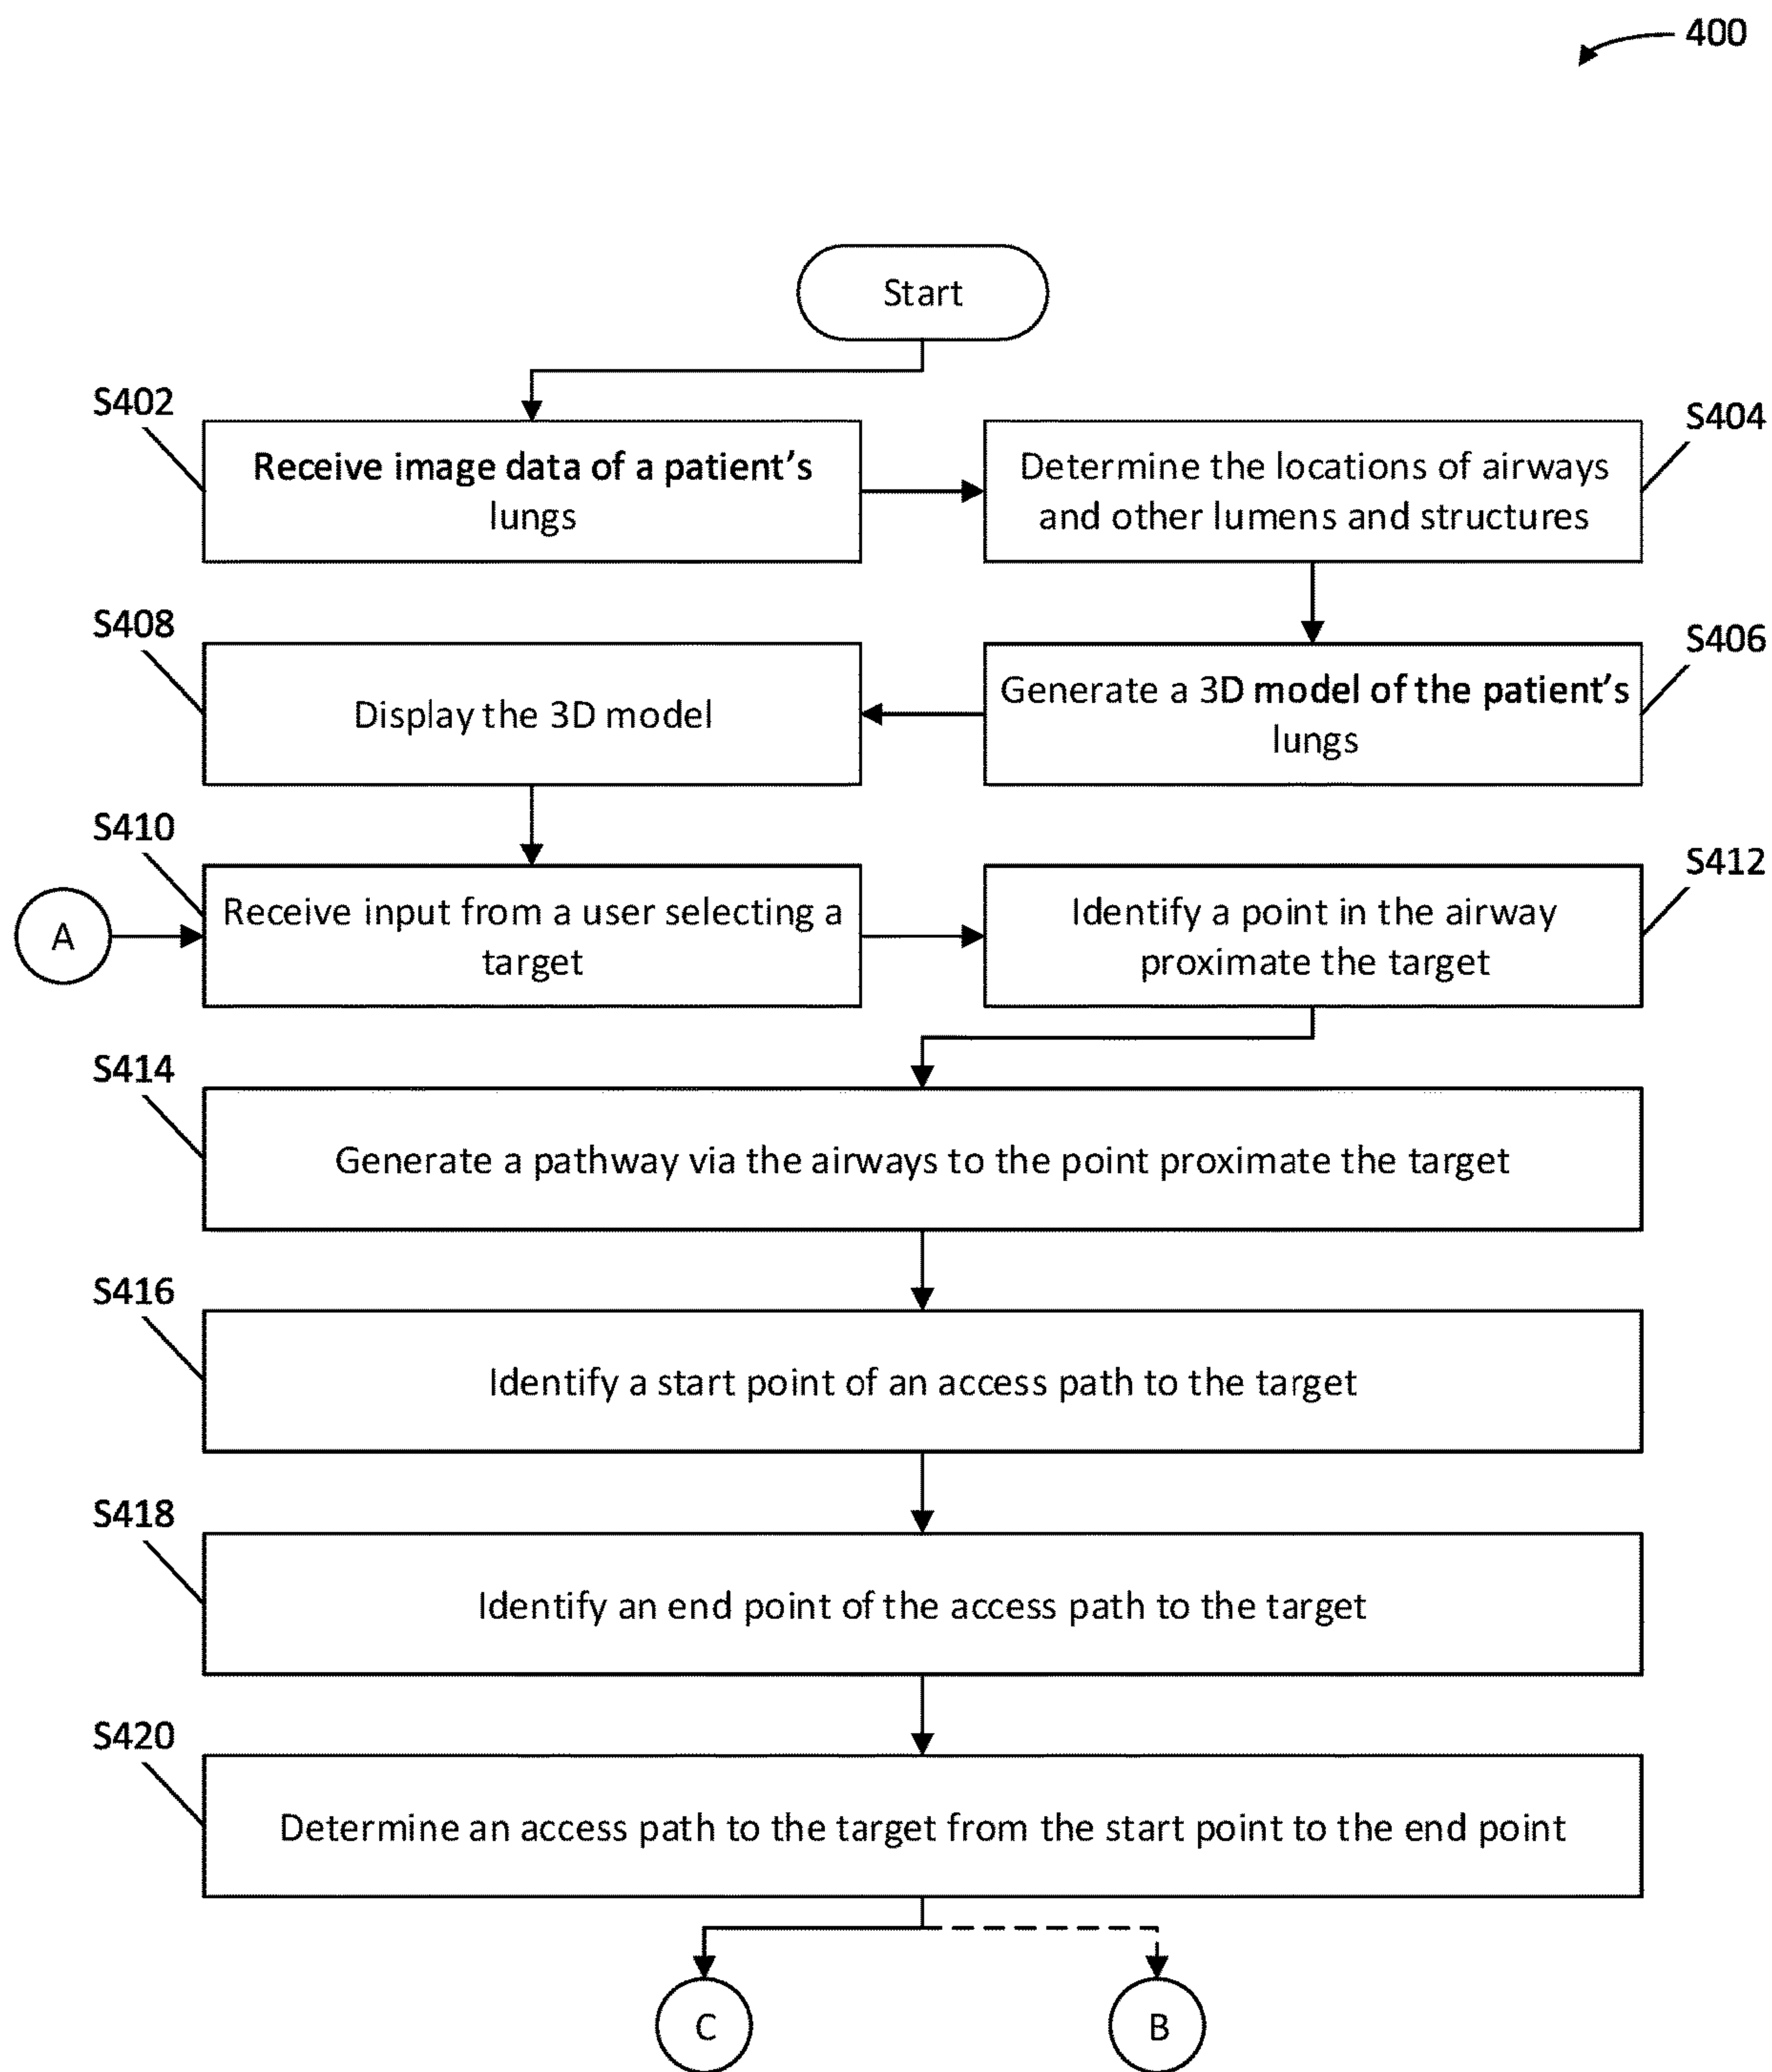 400
Start
S402
Receive image data of a patient’s
lungs
S404
Determine the locations of airways
and other lumens and structures
S408
Display the 3D model
S406
Generate a 3D model of the patient’s
lungs
S410
A
Receive input from a user selecting a
target
S412
Identify a point in the airway
proximate the target
S414
Generate a pathway via the airways to the point proximate the target
S416
Identify a start point of an access path to the target
S418
Identify an end point of the access path to the target
S420
Determine an access path to the target from the start point to the end point
C
B